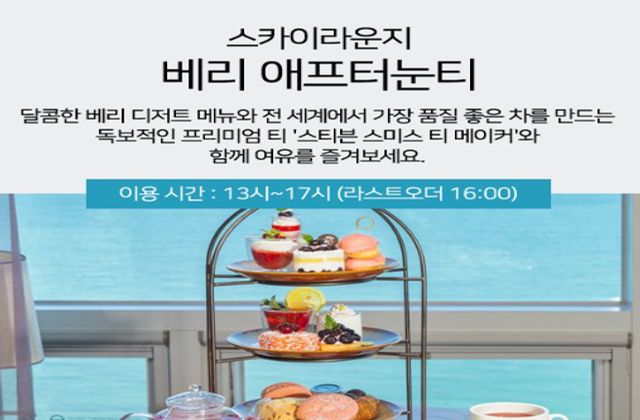 스카이라운지
베리 애프터눈티
달콤한 베리 디저트 메뉴와 전 세계에서 가장 품질 좋은 차를 만드는
독보적인 프리미엄 티 '스티븐 스미스 티 메이커'와
함께 여유를 즐겨보세요.
이용 시간 : 13시~17시 (라스트오더 16:00)